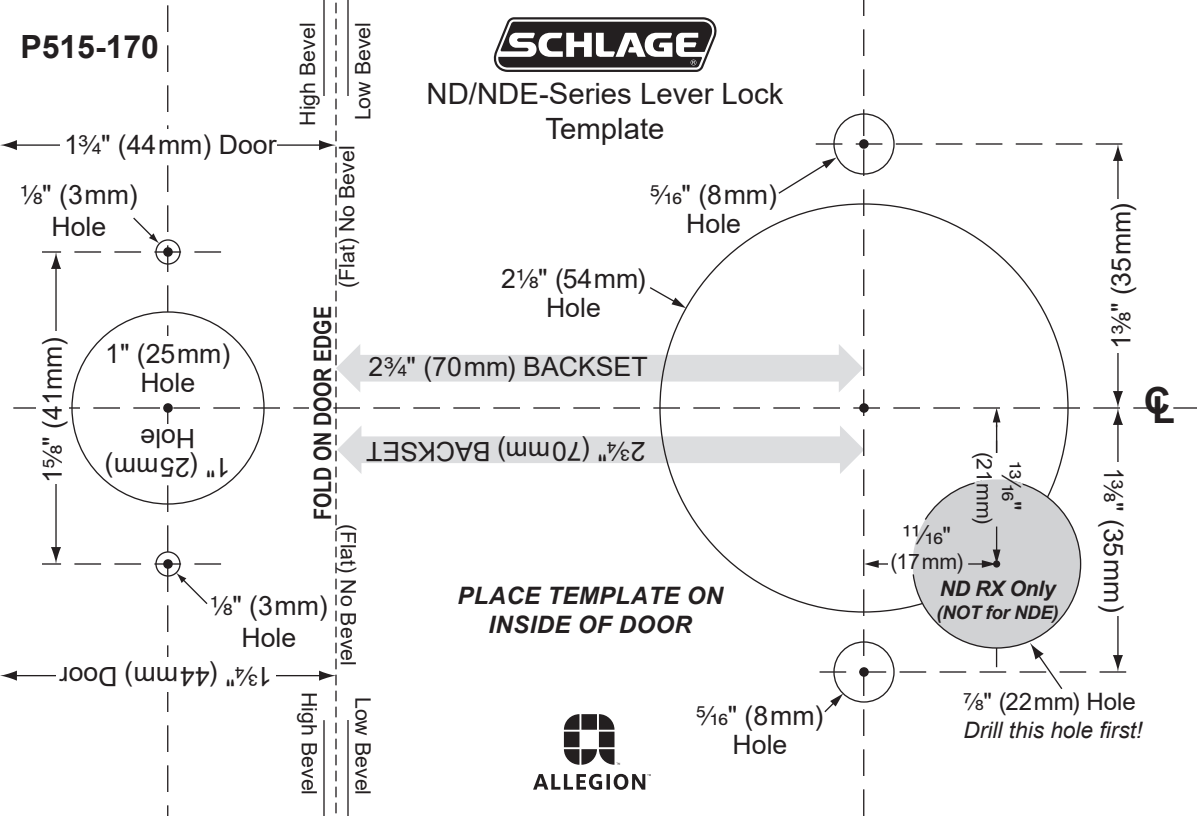 P515-170
SCHLAGE
®
ND/NDE-Series Lever Lock
Template
High Bevel
Low Bevel
1¾" (44mm) Door
(Flat) No Bevel
⅛" (3mm)
Hole
5⁄16" (8mm)
Hole
2⅛" (54mm)
Hole
1⅜" (35mm)
1" (25mm)
Hole
1⅝" (41mm)
FOLD ON DOOR EDGE
2¾" (70mm) BACKSET
℄
Hole
1" (25mm)
2¾" (70mm) BACKSET
13⁄16"
(21mm)
11⁄16"
(17mm)
1⅜" (35mm)
ND RX Only
(NOT for NDE)
⅛" (3mm)
Hole
(Flat) No Bevel
PLACE TEMPLATE ON
INSIDE OF DOOR
1¾" (44mm) Door
High Bevel
Low Bevel
5⁄16" (8mm)
Hole
⅞" (22mm) Hole
Drill this hole first!
ALLEGION™